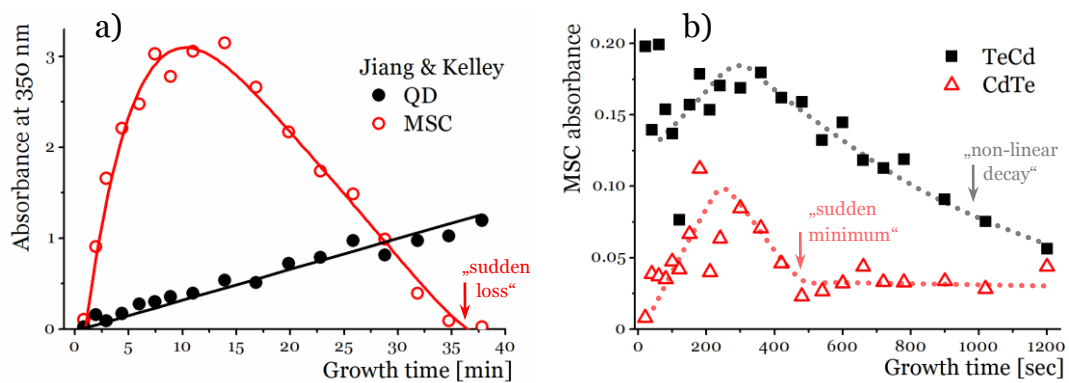 a)
Jiang & Kelley
QD
MSC
„sudden
loss“
Absorbance at 350 nm
3
2
1
0
0 5 10 15 20 25 30 35 40
Growth time [min]
b)
TeCd
CdTe
„non-linear
decay“
„sudden
minimum“
MSC absorbance
0.20
0.15
0.10
0.05
0
0 200 400 600 800 1000 1200
Growth time [sec]